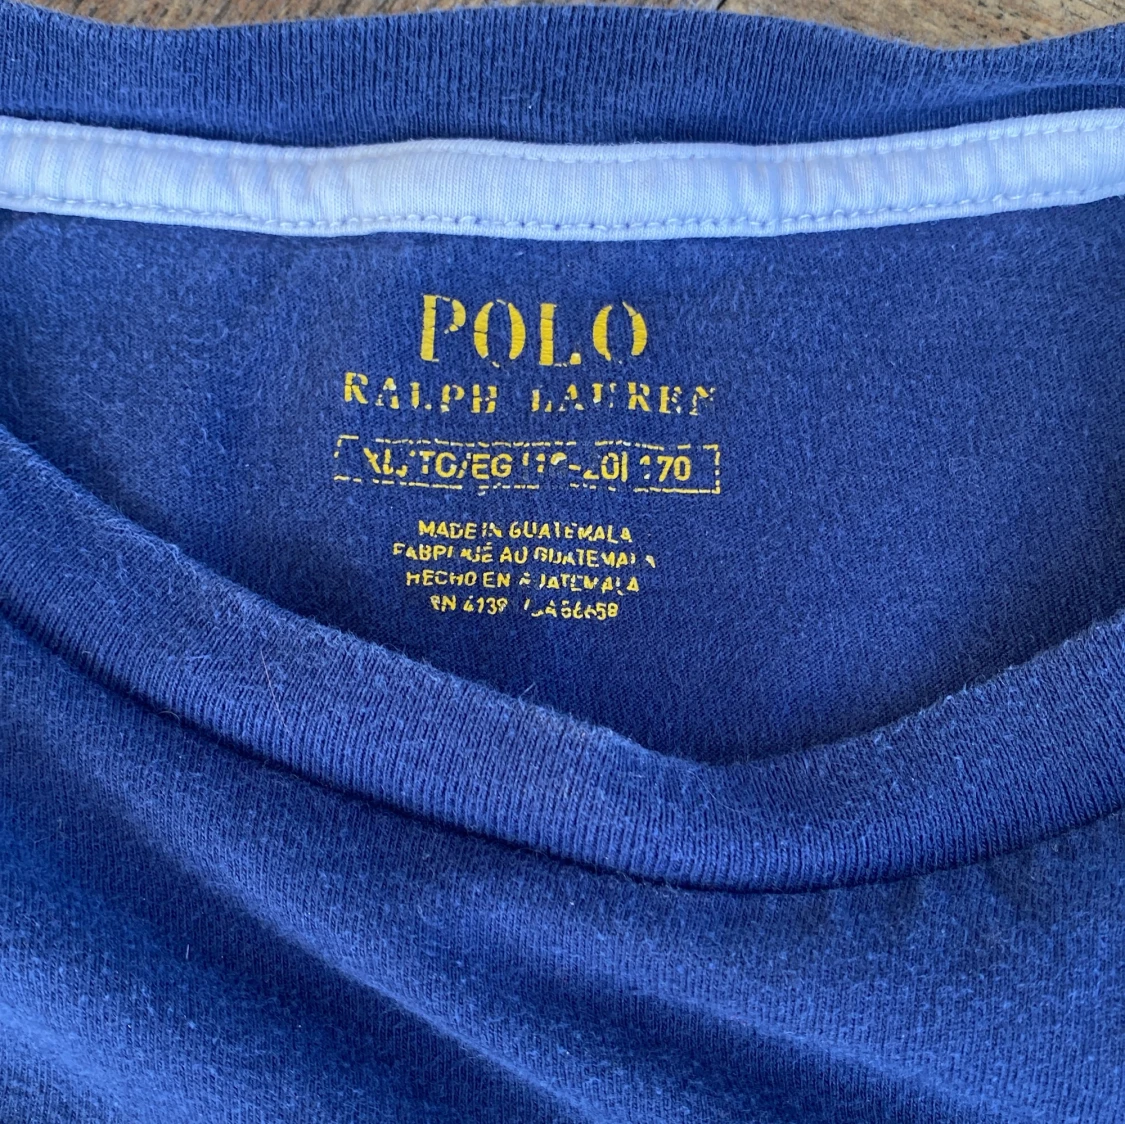 POLO
RALPH LAUREN
XL/TG/EG (18-20) 170
MADE IN GUATEMALA
FABRIQUÉ AU GUATEMALA
HECHO EN GUATEMALA
RN 41381 CA 56658